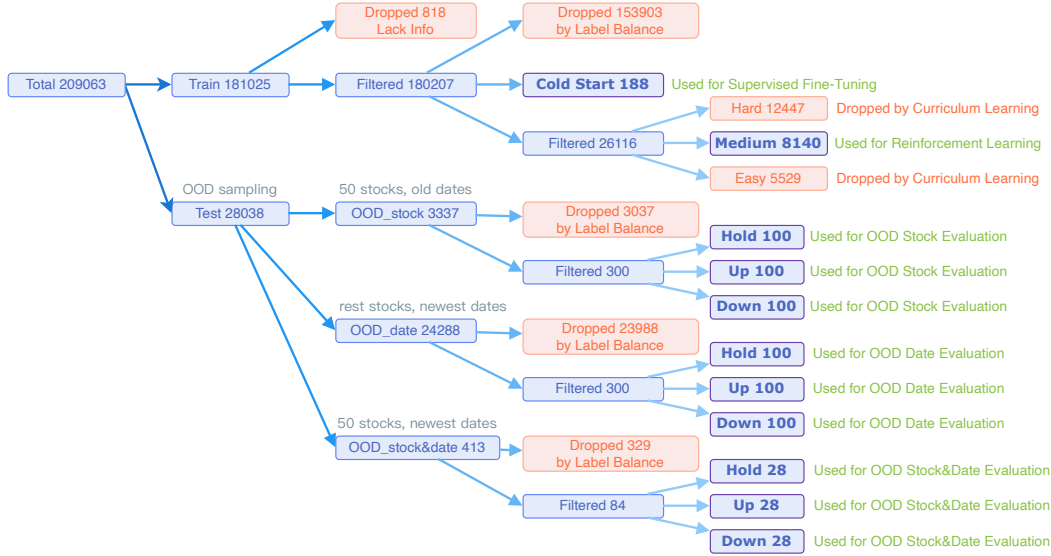 Dropped 818
Lack Info
Dropped 153903
by Label Balance
Total 209063
Train 181025
Filtered 180207
Cold Start 188
Used for Supervised Fine-Tuning
Hard 12447
Dropped by Curriculum Learning
Filtered 26116
Medium 8140
Used for Reinforcement Learning
Easy 5529
Dropped by Curriculum Learning
OOD sampling
50 stocks, old dates
Test 28038
OOD_stock 3337
Dropped 3037
by Label Balance
Hold 100
Used for OOD Stock Evaluation
Filtered 300
Up 100
Used for OOD Stock Evaluation
Down 100
Used for OOD Stock Evaluation
rest stocks, newest dates
OOD_date 24288
Dropped 23988
by Label Balance
Hold 100
Used for OOD Date Evaluation
Filtered 300
Up 100
Used for OOD Date Evaluation
Down 100
Used for OOD Date Evaluation
50 stocks, newest dates
OOD_stock&date 413
Dropped 329
by Label Balance
Hold 28
Used for OOD Stock&Date Evaluation
Filtered 84
Up 28
Used for OOD Stock&Date Evaluation
Down 28
Used for OOD Stock&Date Evaluation